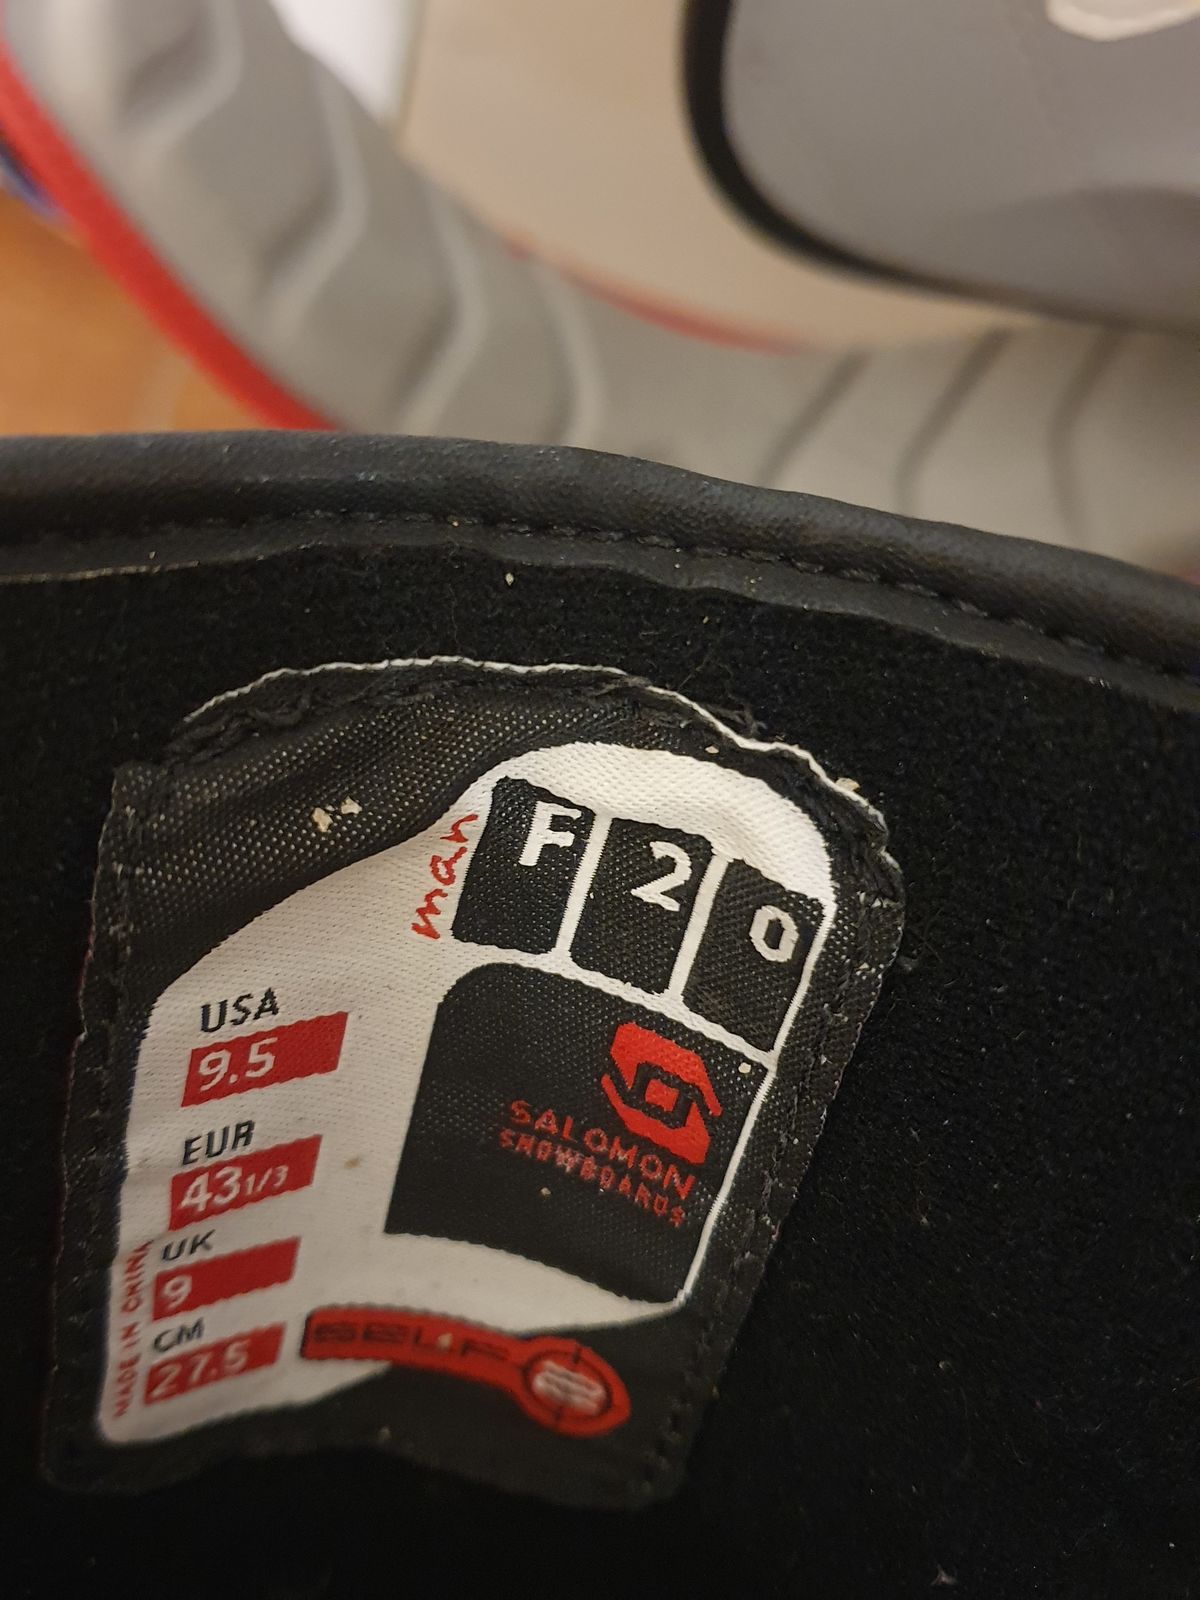 man
F 2 0
USA
9.5
EUR
43 1/3
UK
9
CM
27.5
MADE IN CHINA
SALOMON
SNOWBOARDS